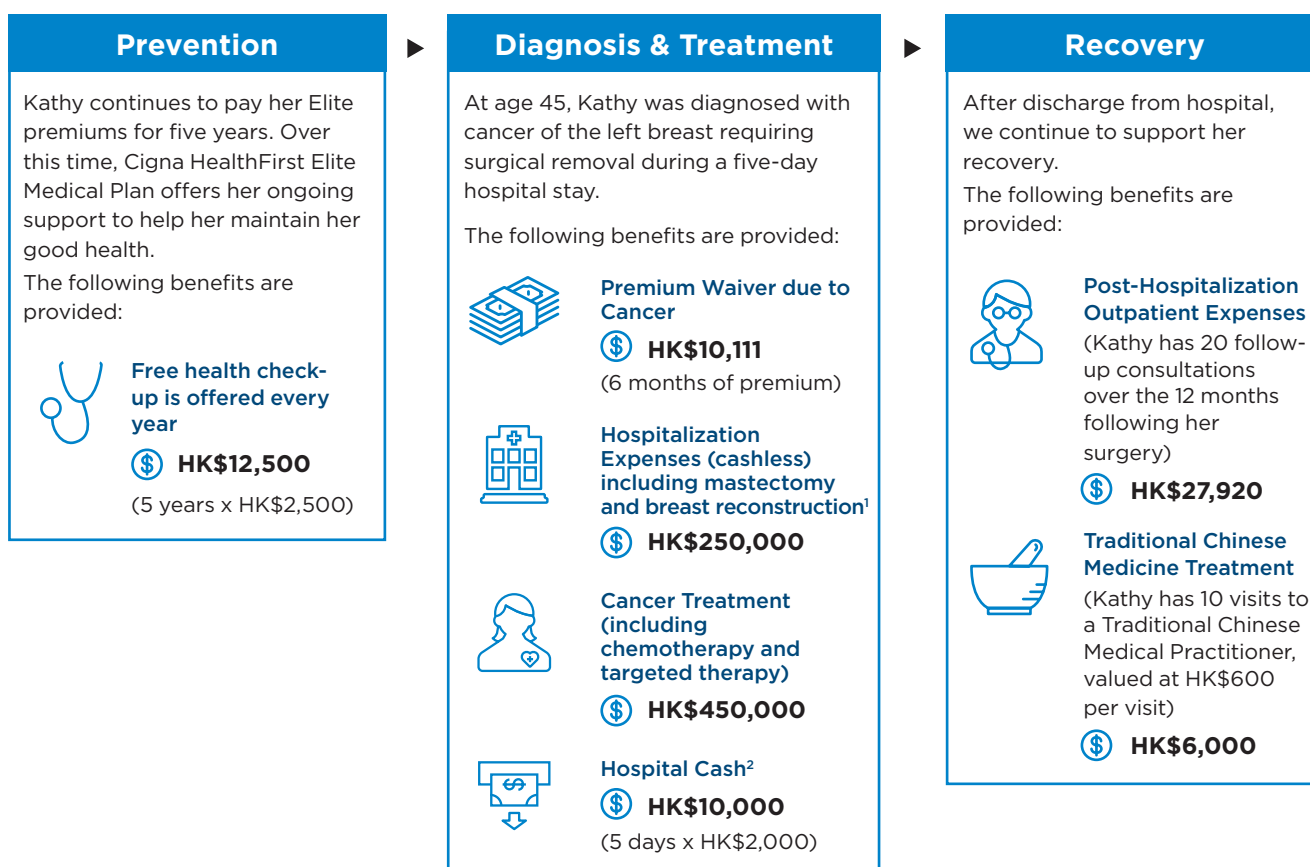 Prevention
Kathy continues to pay her Elite
premiums for five years. Over
this time, Cigna HealthFirst Elite
Medical Plan offers her ongoing
support to help her maintain her
good health.
The following benefits are
provided:
Free health check-
up is offered every
year
HK$12,500
(5 years x HK$2,500)
Diagnosis & Treatment
At age 45, Kathy was diagnosed with
cancer of the left breast requiring
surgical removal during a five-day
hospital stay.
The following benefits are provided:
Premium Waiver due to
Cancer
HK$10,111
(6 months of premium)
Hospitalization
Expenses (cashless)
including mastectomy
and breast reconstruction¹
HK$250,000
Cancer Treatment
(including
chemotherapy and
targeted therapy)
HK$450,000
Hospital Cash²
HK$10,000
(5 days x HK$2,000)
Recovery
After discharge from hospital,
we continue to support her
recovery.
The following benefits are
provided:
Post-Hospitalization
Outpatient Expenses
(Kathy has 20 follow-
up consultations
over the 12 months
following her
surgery)
HK$27,920
Traditional Chinese
Medicine Treatment
(Kathy has 10 visits to
a Traditional Chinese
Medical Practitioner,
valued at HK$600
per visit)
HK$6,000